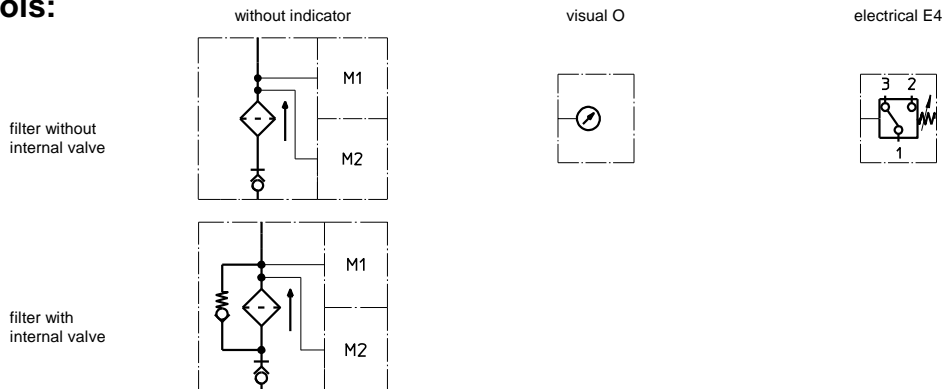 ols:
without indicator
visual O
electrical E4
filter without
internal valve
M1
M2
3 2
1
filter with
internal valve
M1
M2